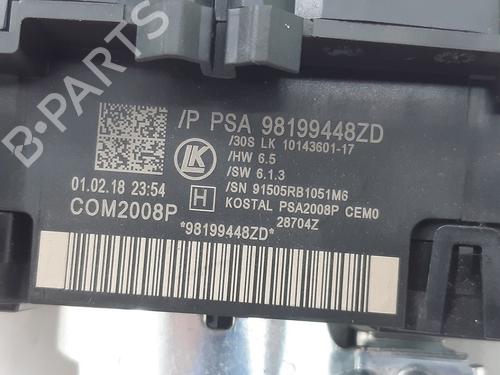 B-PARTS
/P PSA 98199448ZD
/30S LK 10143601-17
/HW 6.5
/SW 6.1.3
/SN 91505RB1051M6
KOSTAL PSA2008P CEM0
28704Z
LK
01.02.18 23:54
COM2008P
H
*98199448ZD*